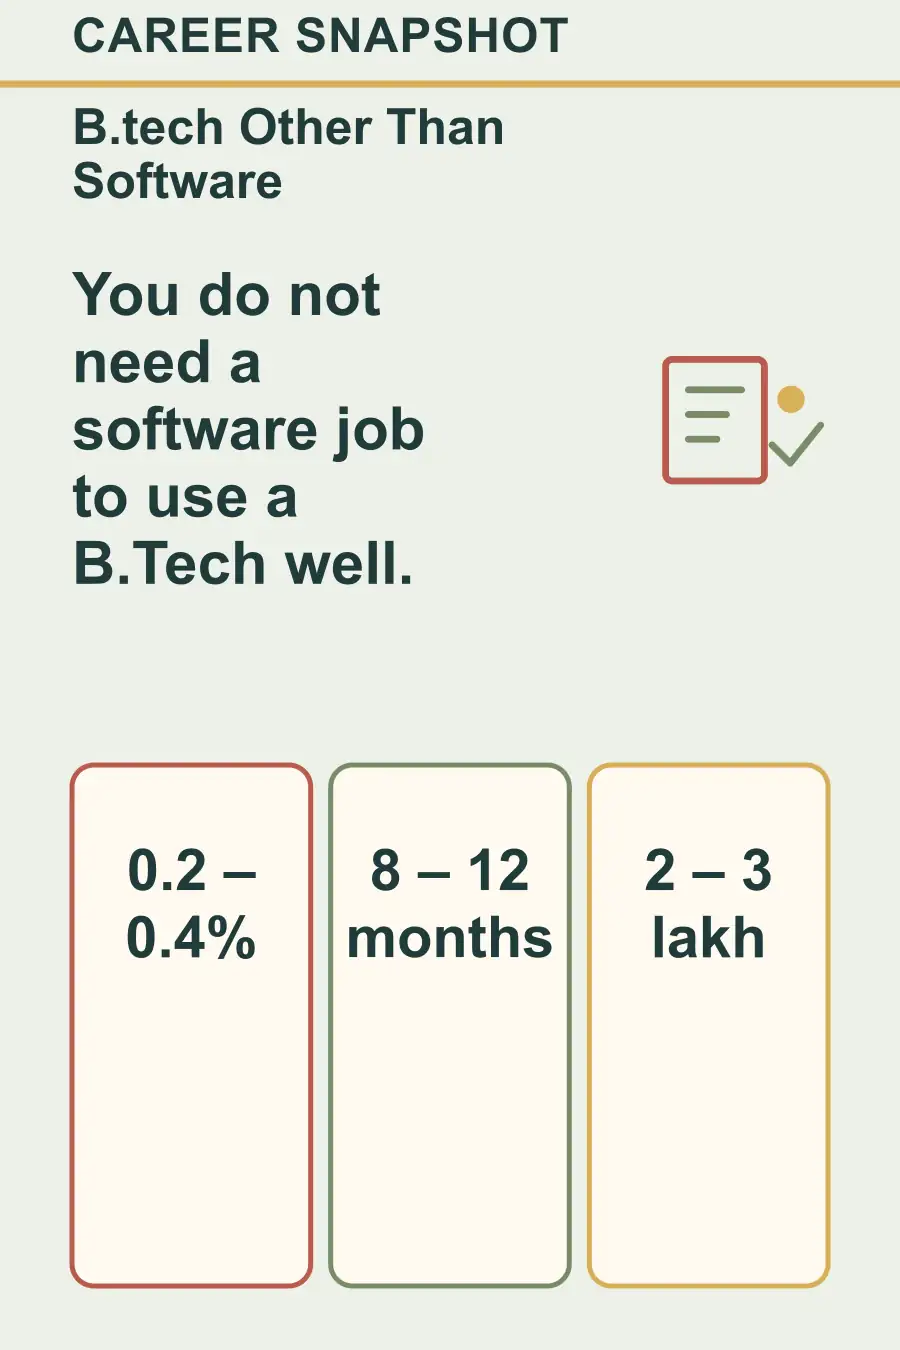 CAREER SNAPSHOT
B.tech Other Than
Software
You do not
need a
software job
to use a
B.Tech well.
0.2 –
0.4%
8 – 12
months
2 – 3
lakh